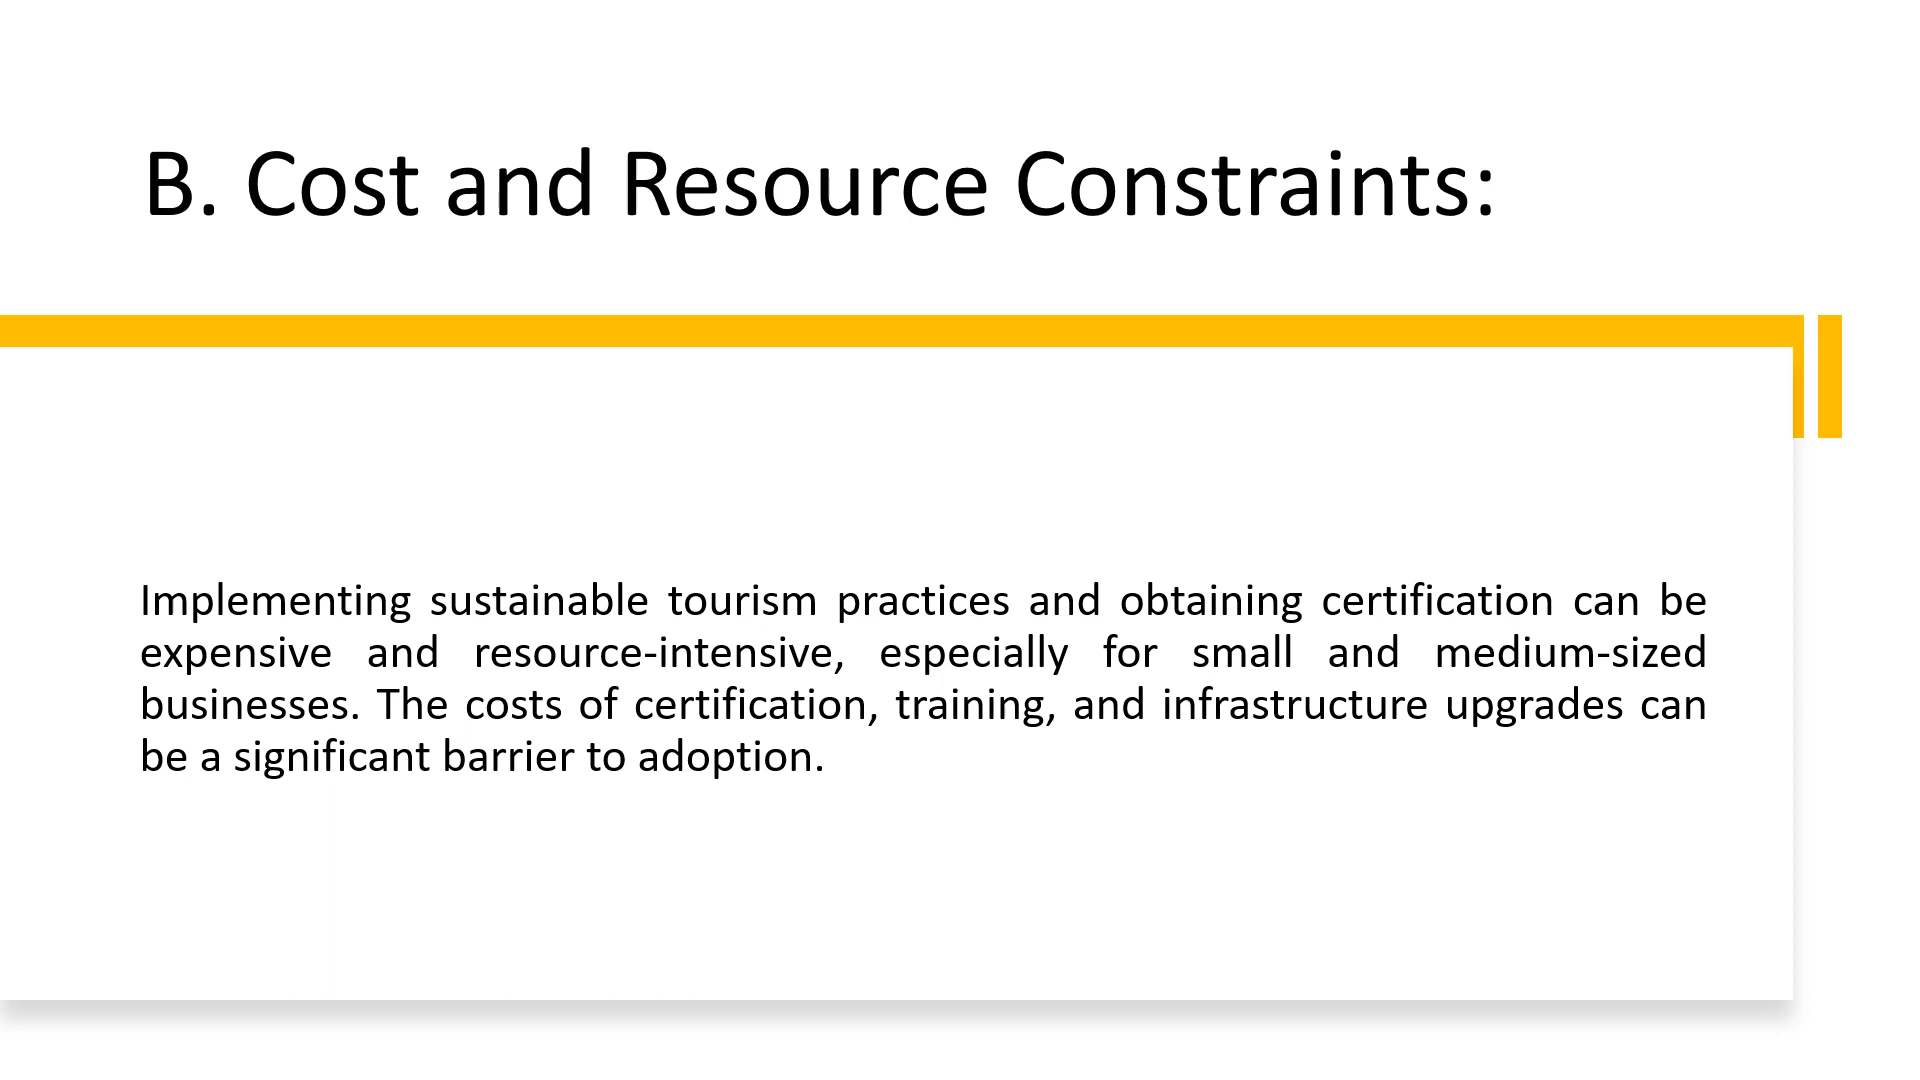 B. Cost and Resource Constraints:
Implementing sustainable tourism practices and obtaining certification can be
expensive and resource-intensive, especially for small and medium-sized
businesses. The costs of certification, training, and infrastructure upgrades can
be a significant barrier to adoption.